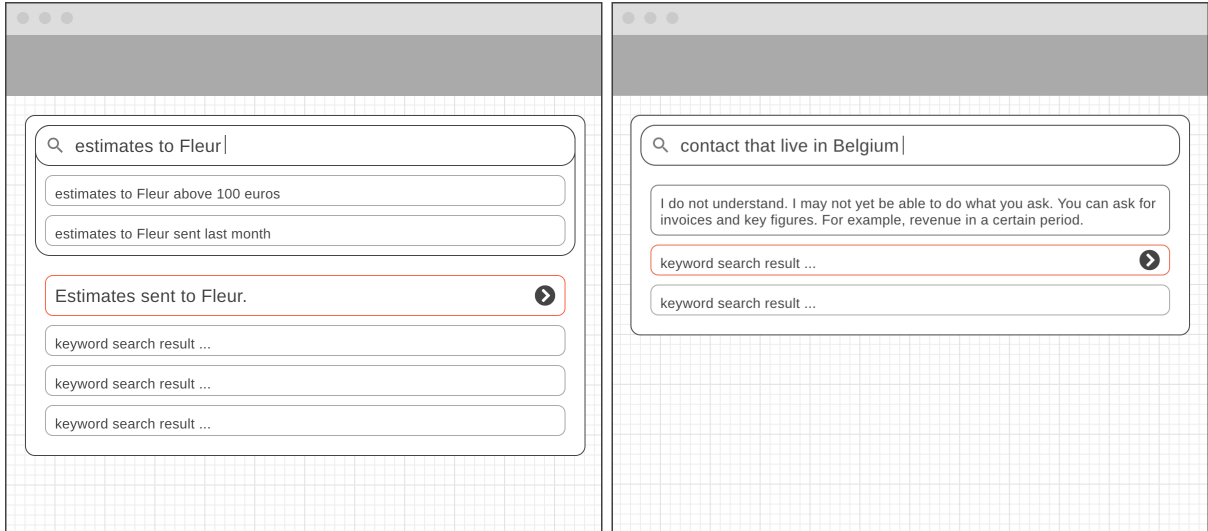 estimates to Fleur
estimates to Fleur above 100 euros
estimates to Fleur sent last month
Estimates sent to Fleur.
keyword search result ...
keyword search result ...
keyword search result ...
contact that live in Belgium
I do not understand. I may not yet be able to do what you ask. You can ask for
invoices and key figures. For example, revenue in a certain period.
keyword search result ...
keyword search result ...